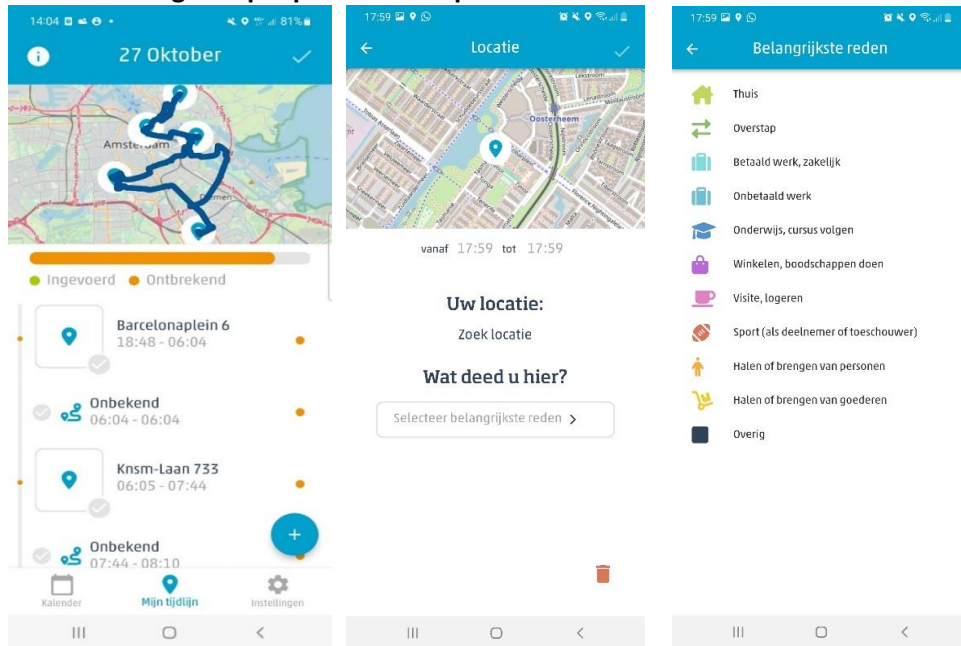 14:04
81%
27 Oktober
Amsterdam
Diemen
Ingevoerd
Ontbrekend
Barcelonaplein 6
18:48 - 06:04
Onbekend
06:04 - 06:04
Knsm-Laan 733
06:05 - 07:44
Onbekend
07:44 - 08:10
+
Kalender
Mijn tijdlijn
Instellingen
17:59
Locatie
Oosterheem
vanaf 17:59 tot 17:59
Uw locatie:
Zoek locatie
Wat deed u hier?
Selecteer belangrijkste reden >
17:59
Belangrijkste reden
Thuis
Overstap
Betaald werk, zakelijk
Onbetaald werk
Onderwijs, cursus volgen
Winkelen, boodschappen doen
Visite, logeren
Sport (als deelnemer of toeschouwer)
Halen of brengen van personen
Halen of brengen van goederen
Overig